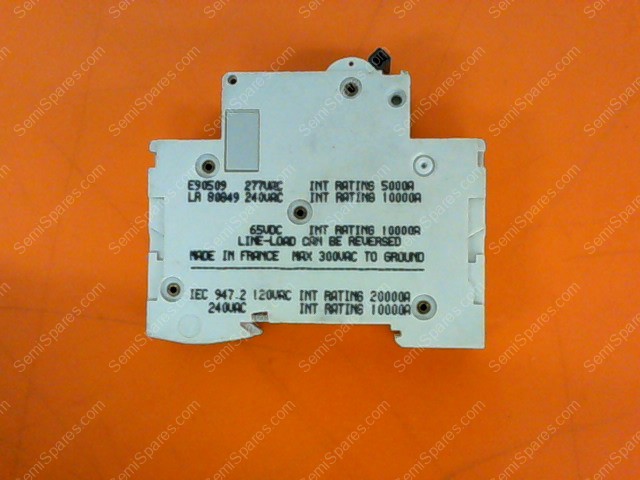 E90509 277VAC INT RATING 5000A
LR 80849 240VAC INT RATING 10000A
65VDC INT RATING 10000A
LINE-LOAD CAN BE REVERSED
MADE IN FRANCE MAX 300VAC TO GROUND
IEC 947.2 120VAC INT RATING 20000A
240VAC INT RATING 10000A
SemiSpares.com